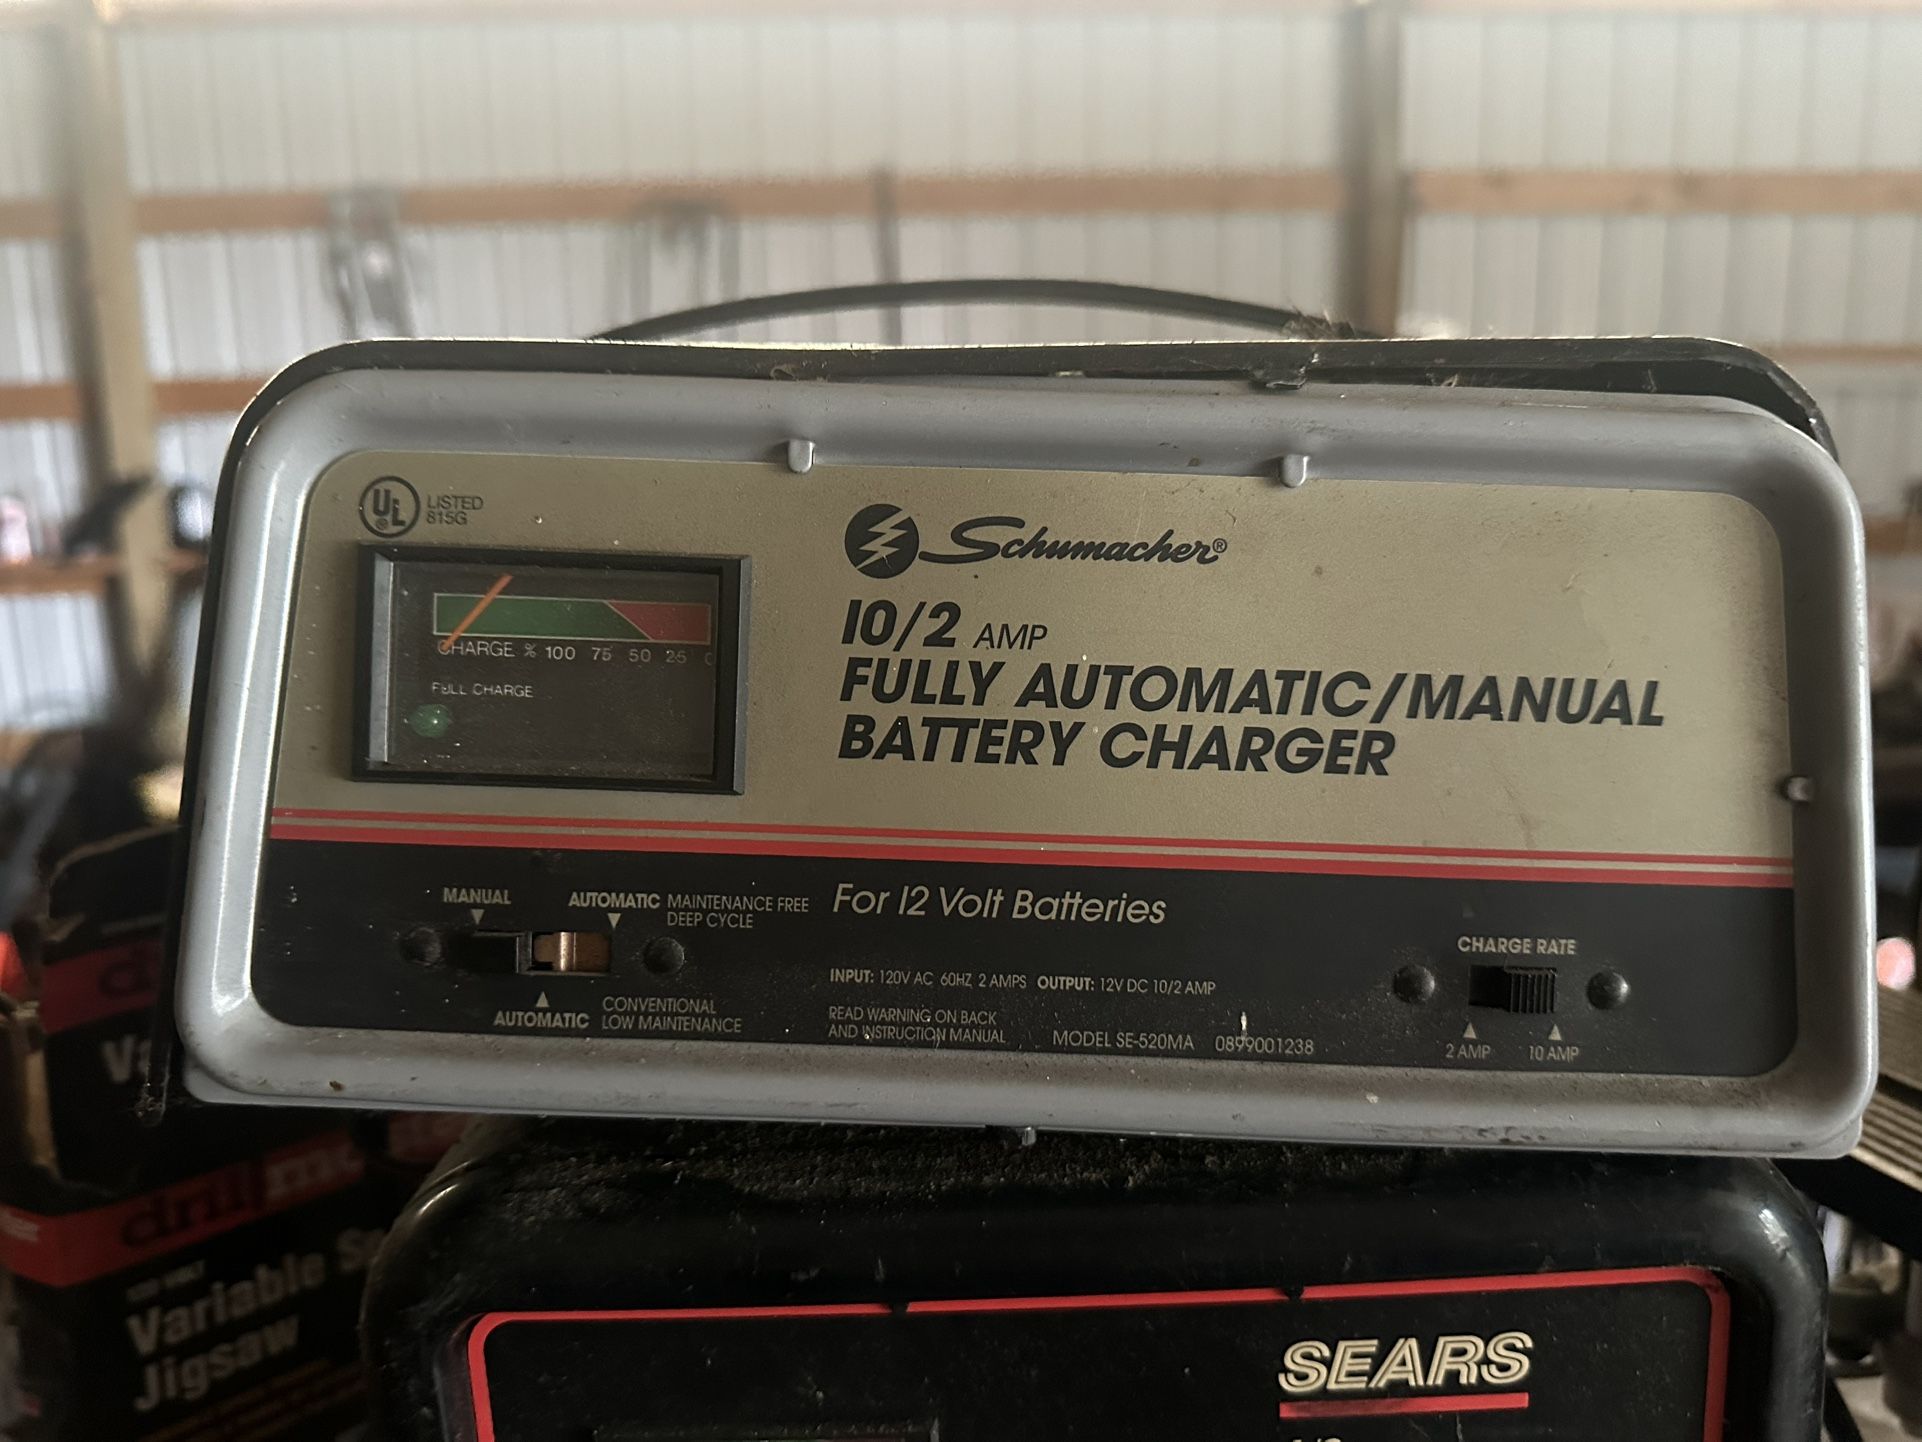 UL
LISTED
815G
Schumacher®
10/2 AMP
FULLY AUTOMATIC/MANUAL
BATTERY CHARGER
CHARGE % 100 75 50 25 0
FULL CHARGE
MANUAL
AUTOMATIC MAINTENANCE FREE
DEEP CYCLE
AUTOMATIC CONVENTIONAL
LOW MAINTENANCE
For 12 Volt Batteries
INPUT: 120V AC 60HZ 2 AMPS OUTPUT: 12V DC 10/2 AMP
READ WARNING ON BACK
AND INSTRUCTION MANUAL
MODEL SE-520MA 0899001238
CHARGE RATE
2 AMP 10 AMP
drill
Variable
Jigsaw
SEARS